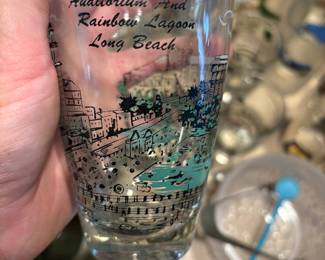 Auditorium And
Rainbow Lagoon
Long Beach